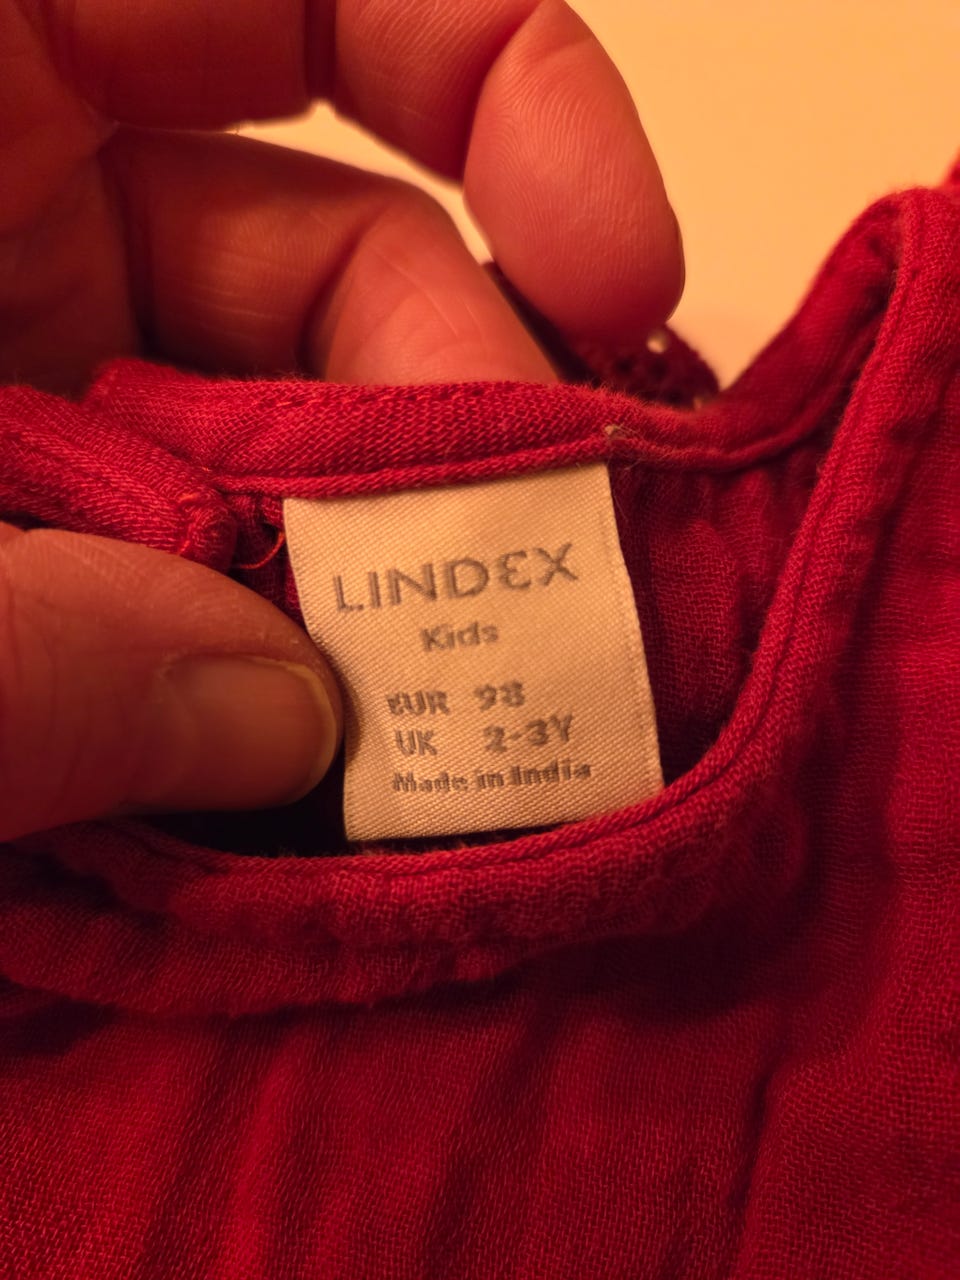 LINDEX
Kids
EUR 98
UK 2-3Y
Made in India